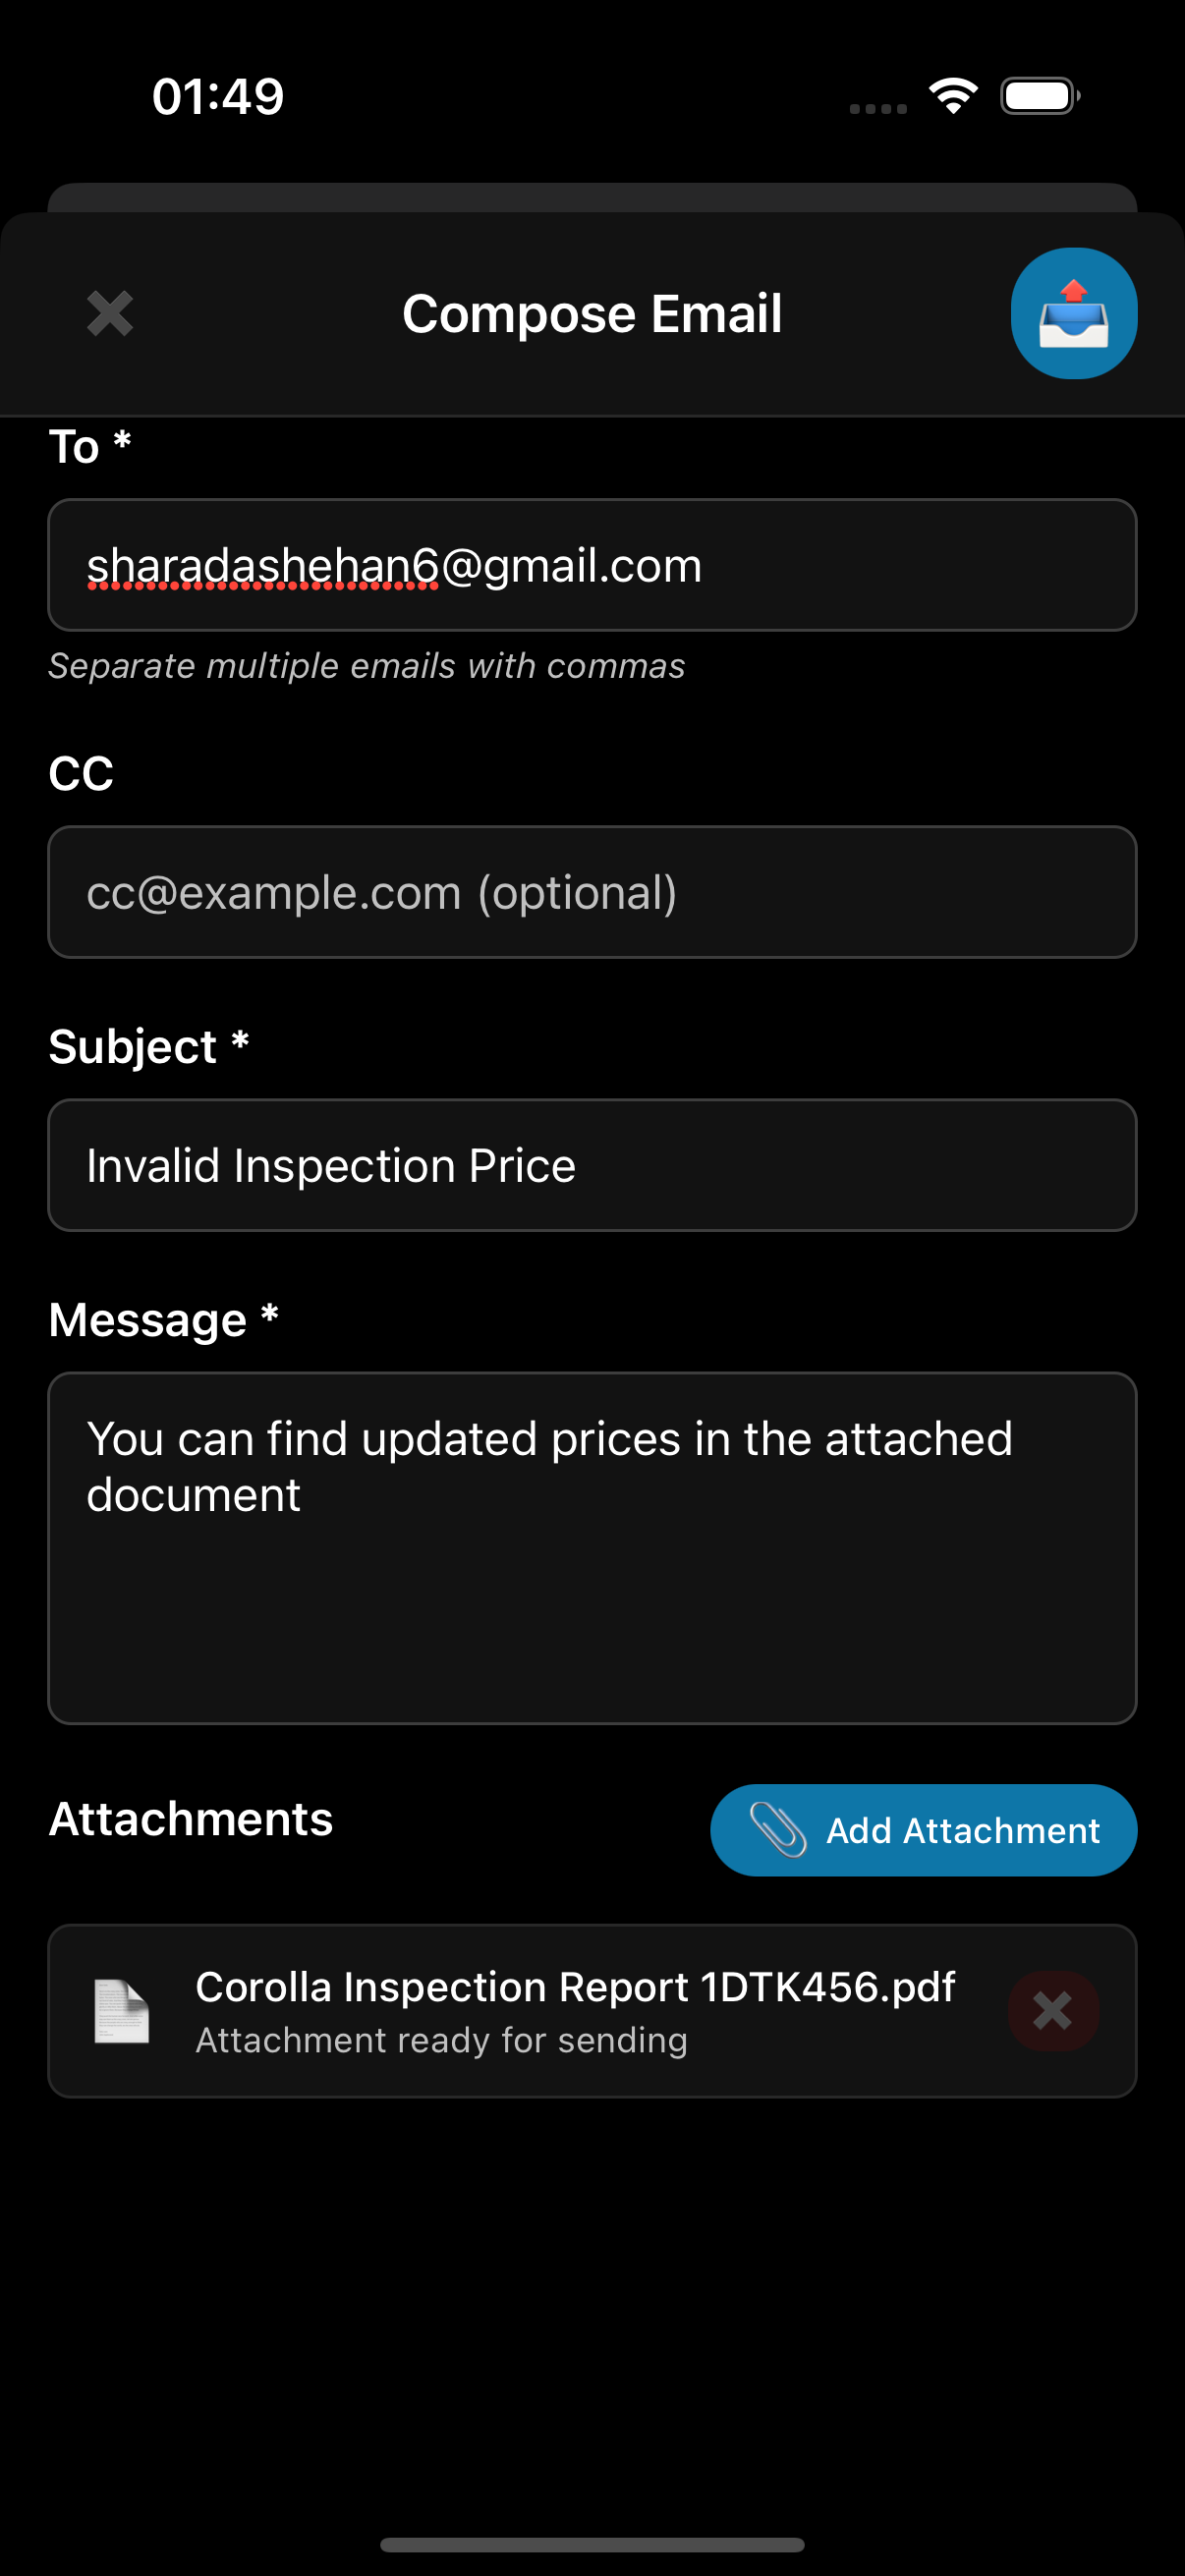 01:49
Compose Email
To *
sharadashehan6@gmail.com
Separate multiple emails with commas
CC
cc@example.com (optional)
Subject *
Invalid Inspection Price
Message *
You can find updated prices in the attached
document
Attachments
Add Attachment
Corolla Inspection Report 1DTK456.pdf
Attachment ready for sending